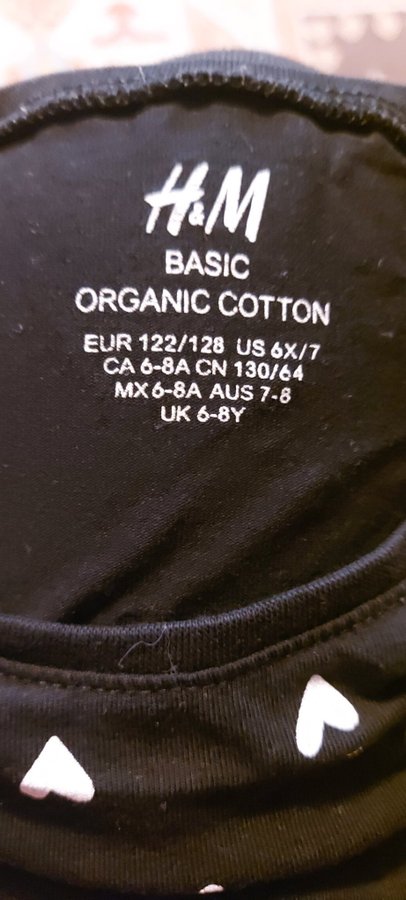 H&M
BASIC
ORGANIC COTTON
EUR 122/128 US 6X/7
CA 6-8A CN 130/64
MX 6-8A AUS 7-8
UK 6-8Y